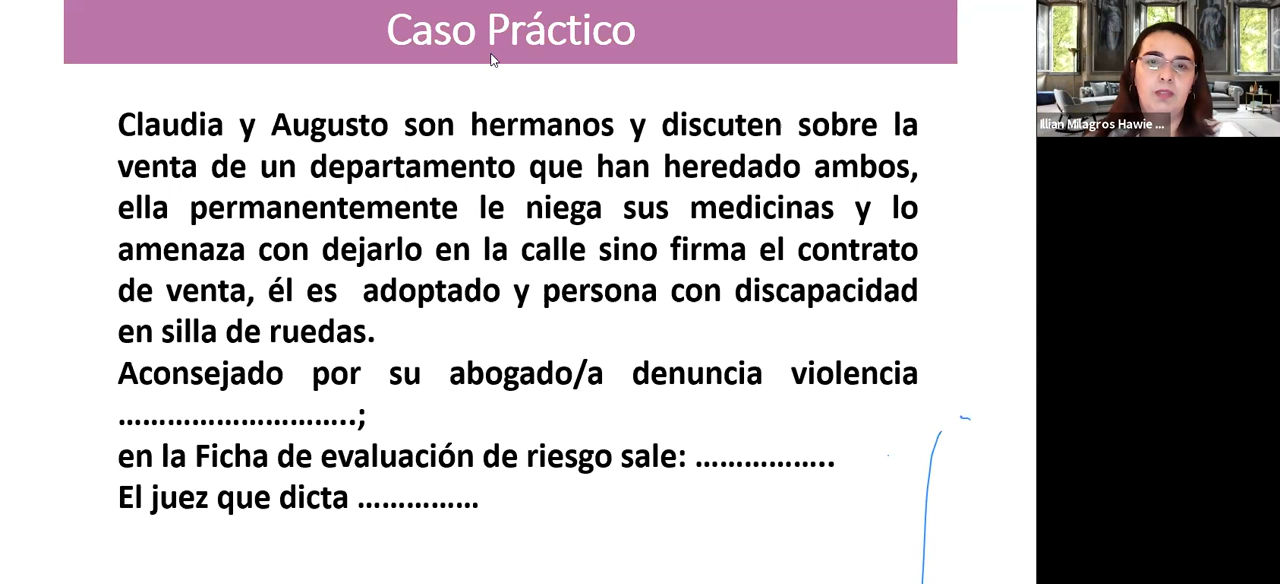 Caso Práctico
Claudia y Augusto son hermanos y discuten sobre la
venta de un departamento que han heredado ambos,
ella permanentemente le niega sus medicinas y lo
amenaza con dejarlo en la calle sino firma el contrato
de venta, él es adoptado y persona con discapacidad
en silla de ruedas.
Aconsejado por su abogado/a denuncia violencia
………………………..;
en la Ficha de evaluación de riesgo sale: ……………..
El juez que dicta ……………
Illian Milagros Hawie ...